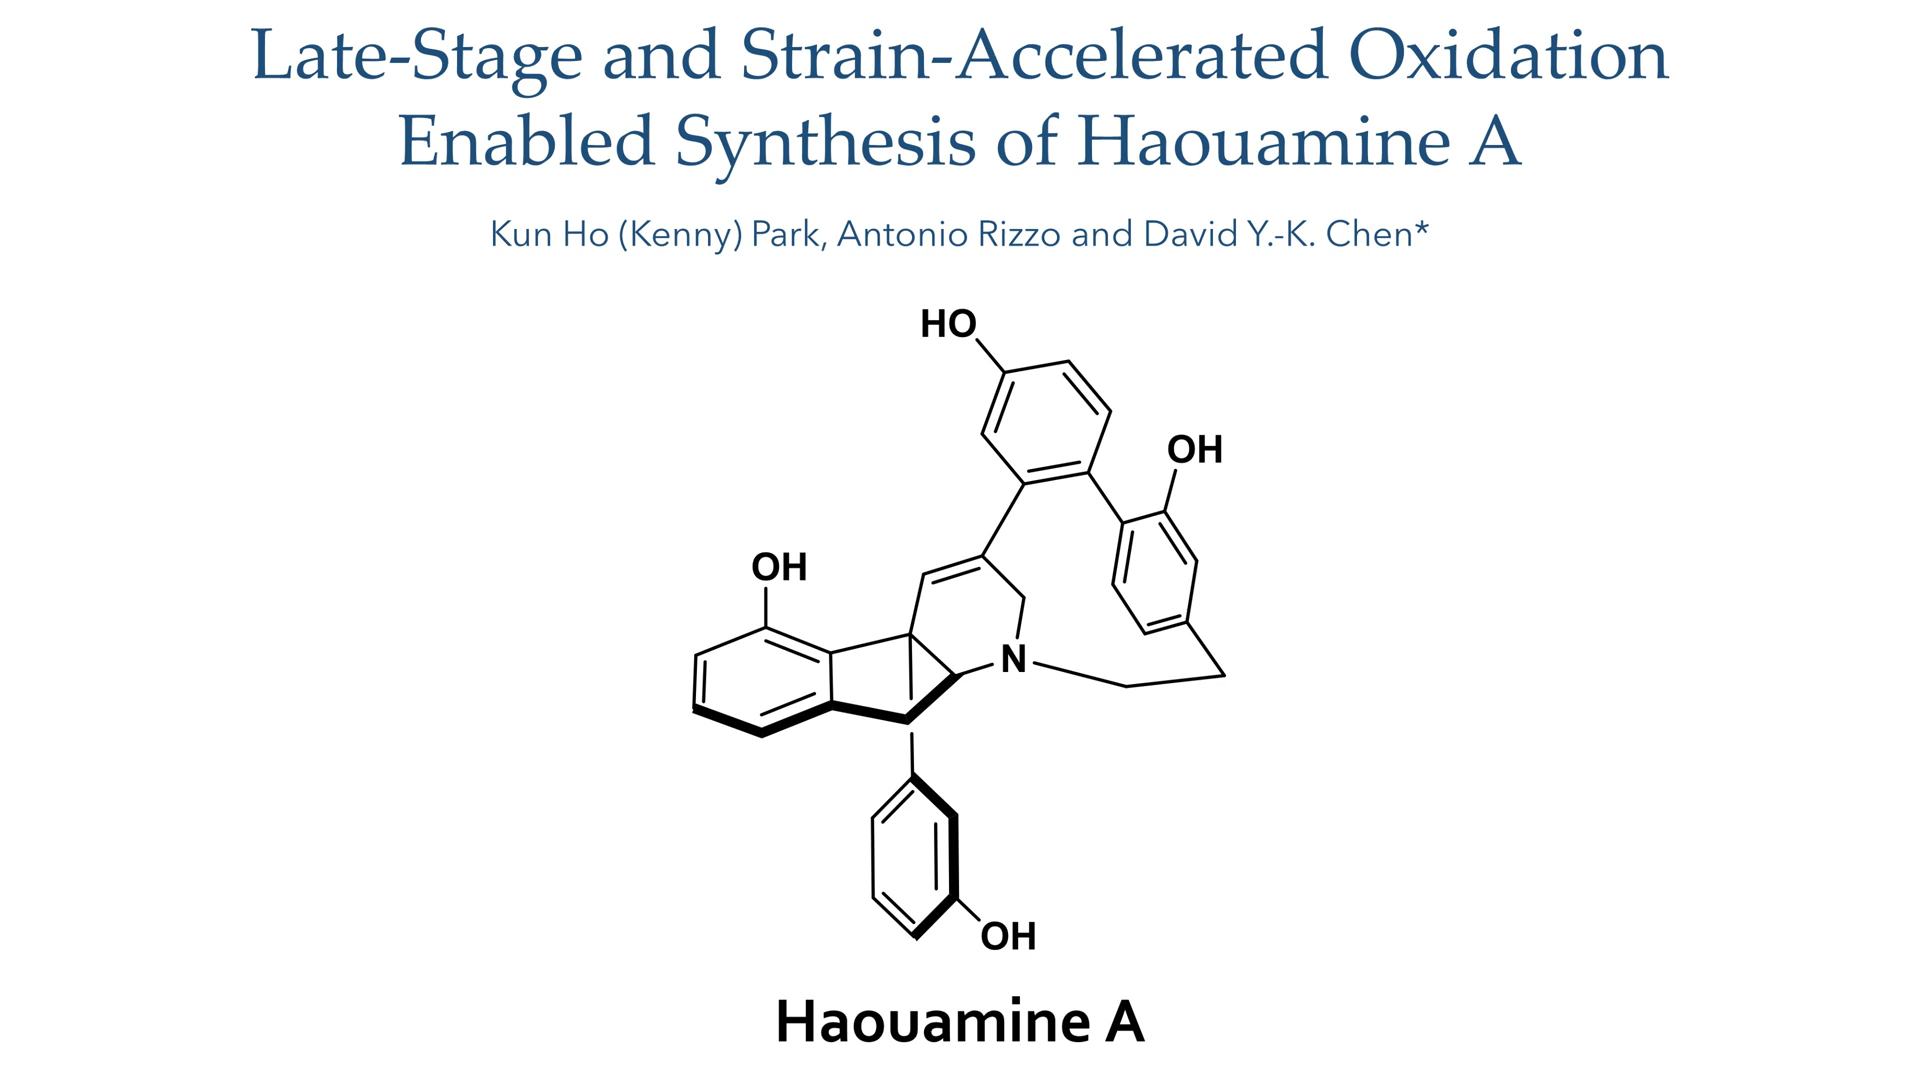 Late-Stage and Strain-Accelerated Oxidation
Enabled Synthesis of Haouamine A
Kun Ho (Kenny) Park, Antonio Rizzo and David Y.-K. Chen*
HO
OH
OH
N
OH
Haouamine A